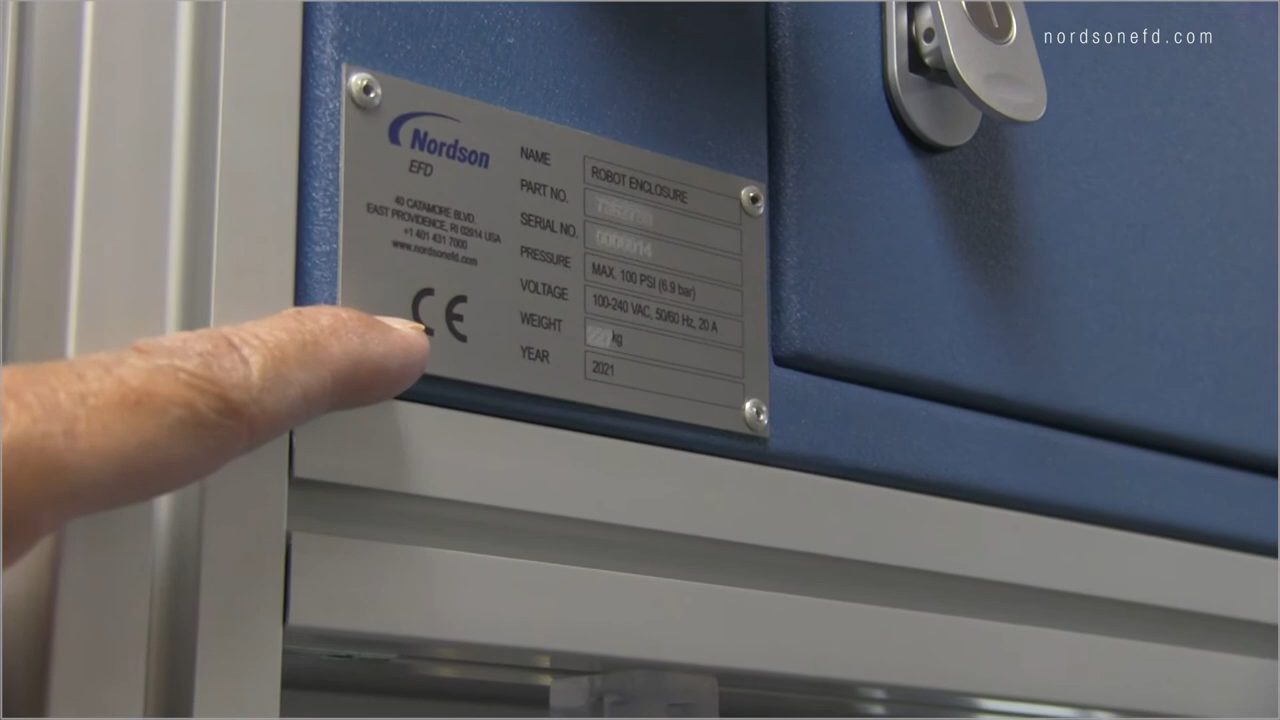 nordsonefd.com
Nordson
EFD
40 CATAMORE BLVD.
EAST PROVIDENCE, RI 02914 USA
+1 401 431 7000
www.nordsonefd.com
CE
NAME ROBOT ENCLOSURE
PART NO.
SERIAL NO. 0000014
PRESSURE MAX. 100 PSI (6.9 bar)
VOLTAGE 100-240 VAC, 50/60 Hz, 20 A
WEIGHT kg
YEAR 2021